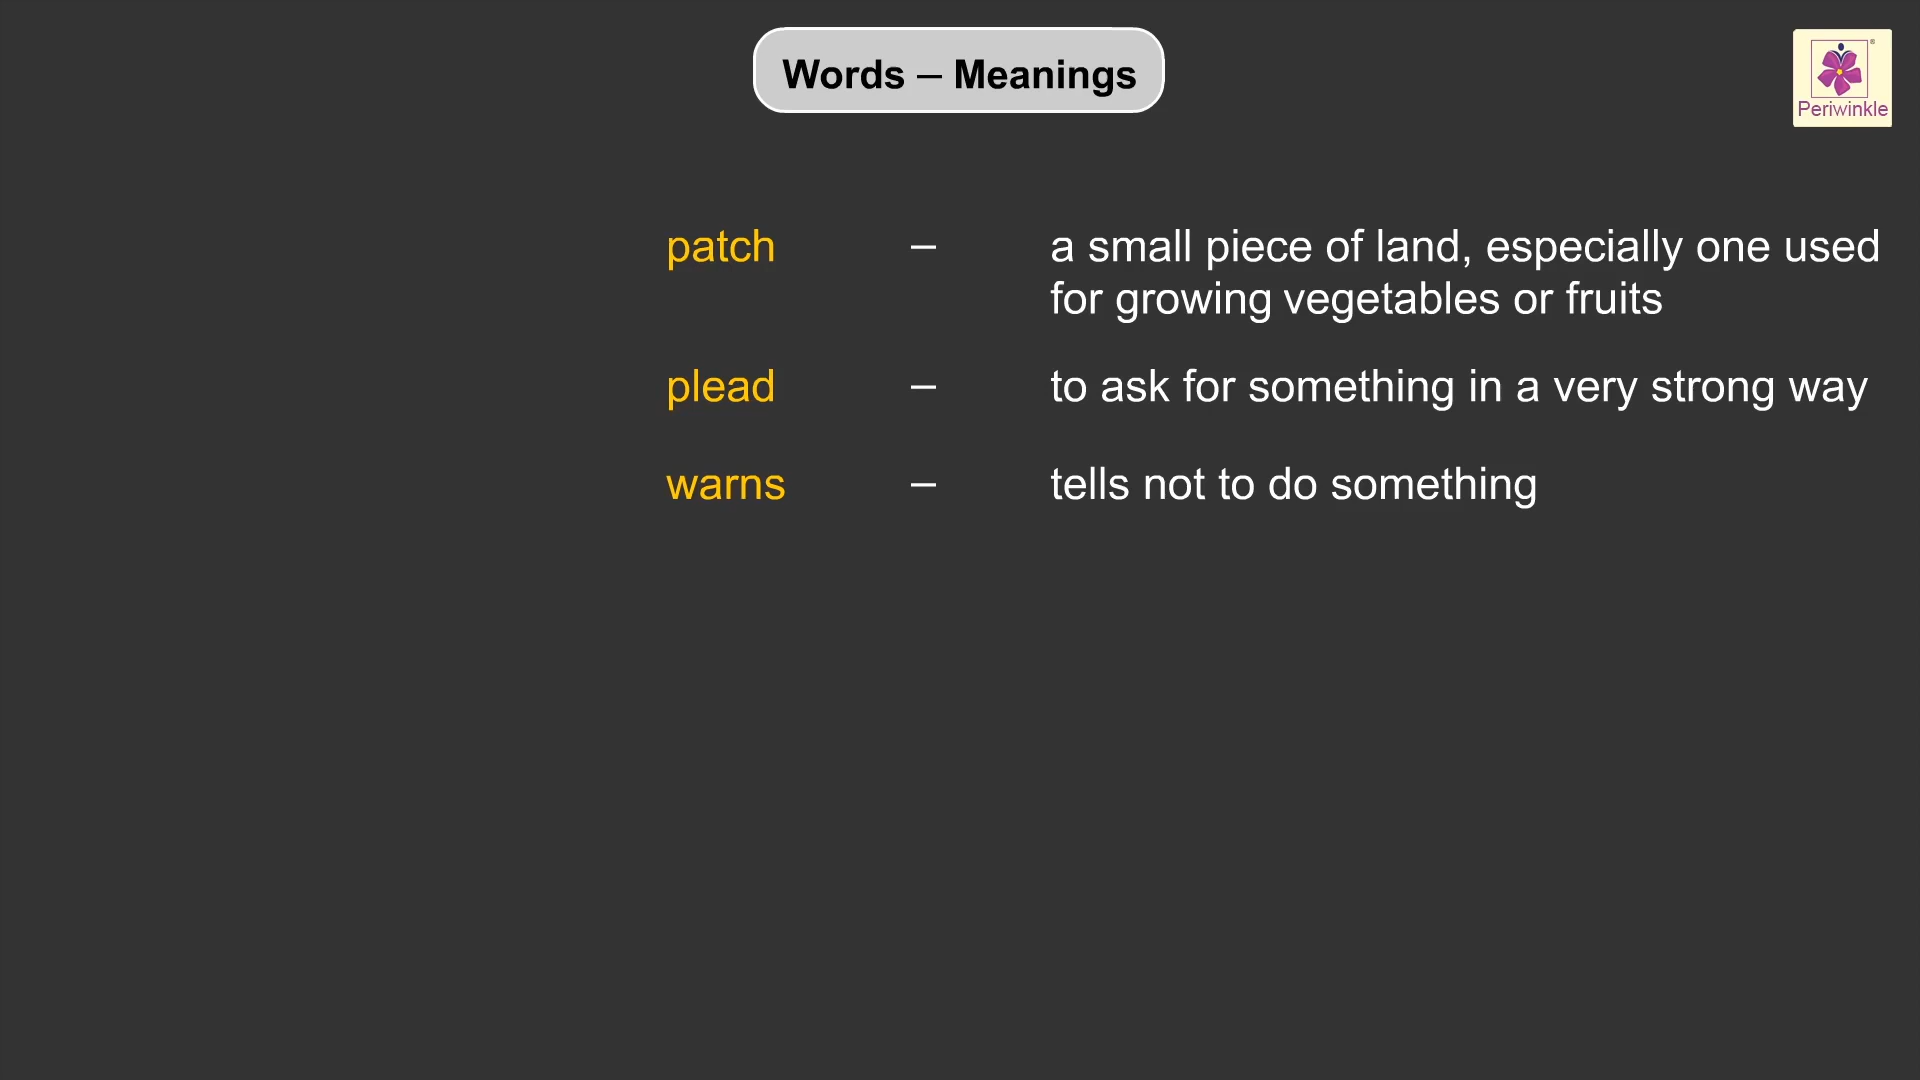 Words – Meanings
Periwinkle
patch – a small piece of land, especially one used
for growing vegetables or fruits
plead – to ask for something in a very strong way
warns – tells not to do something